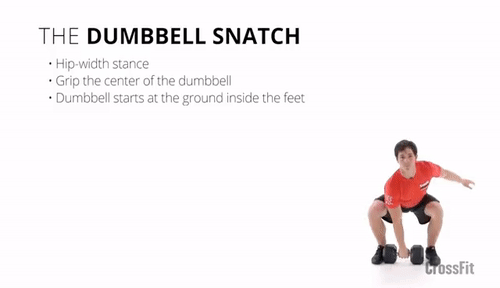 THE DUMBBELL SNATCH
• Hip-width stance
• Grip the center of the dumbbell
• Dumbbell starts at the ground inside the feet
CrossFit